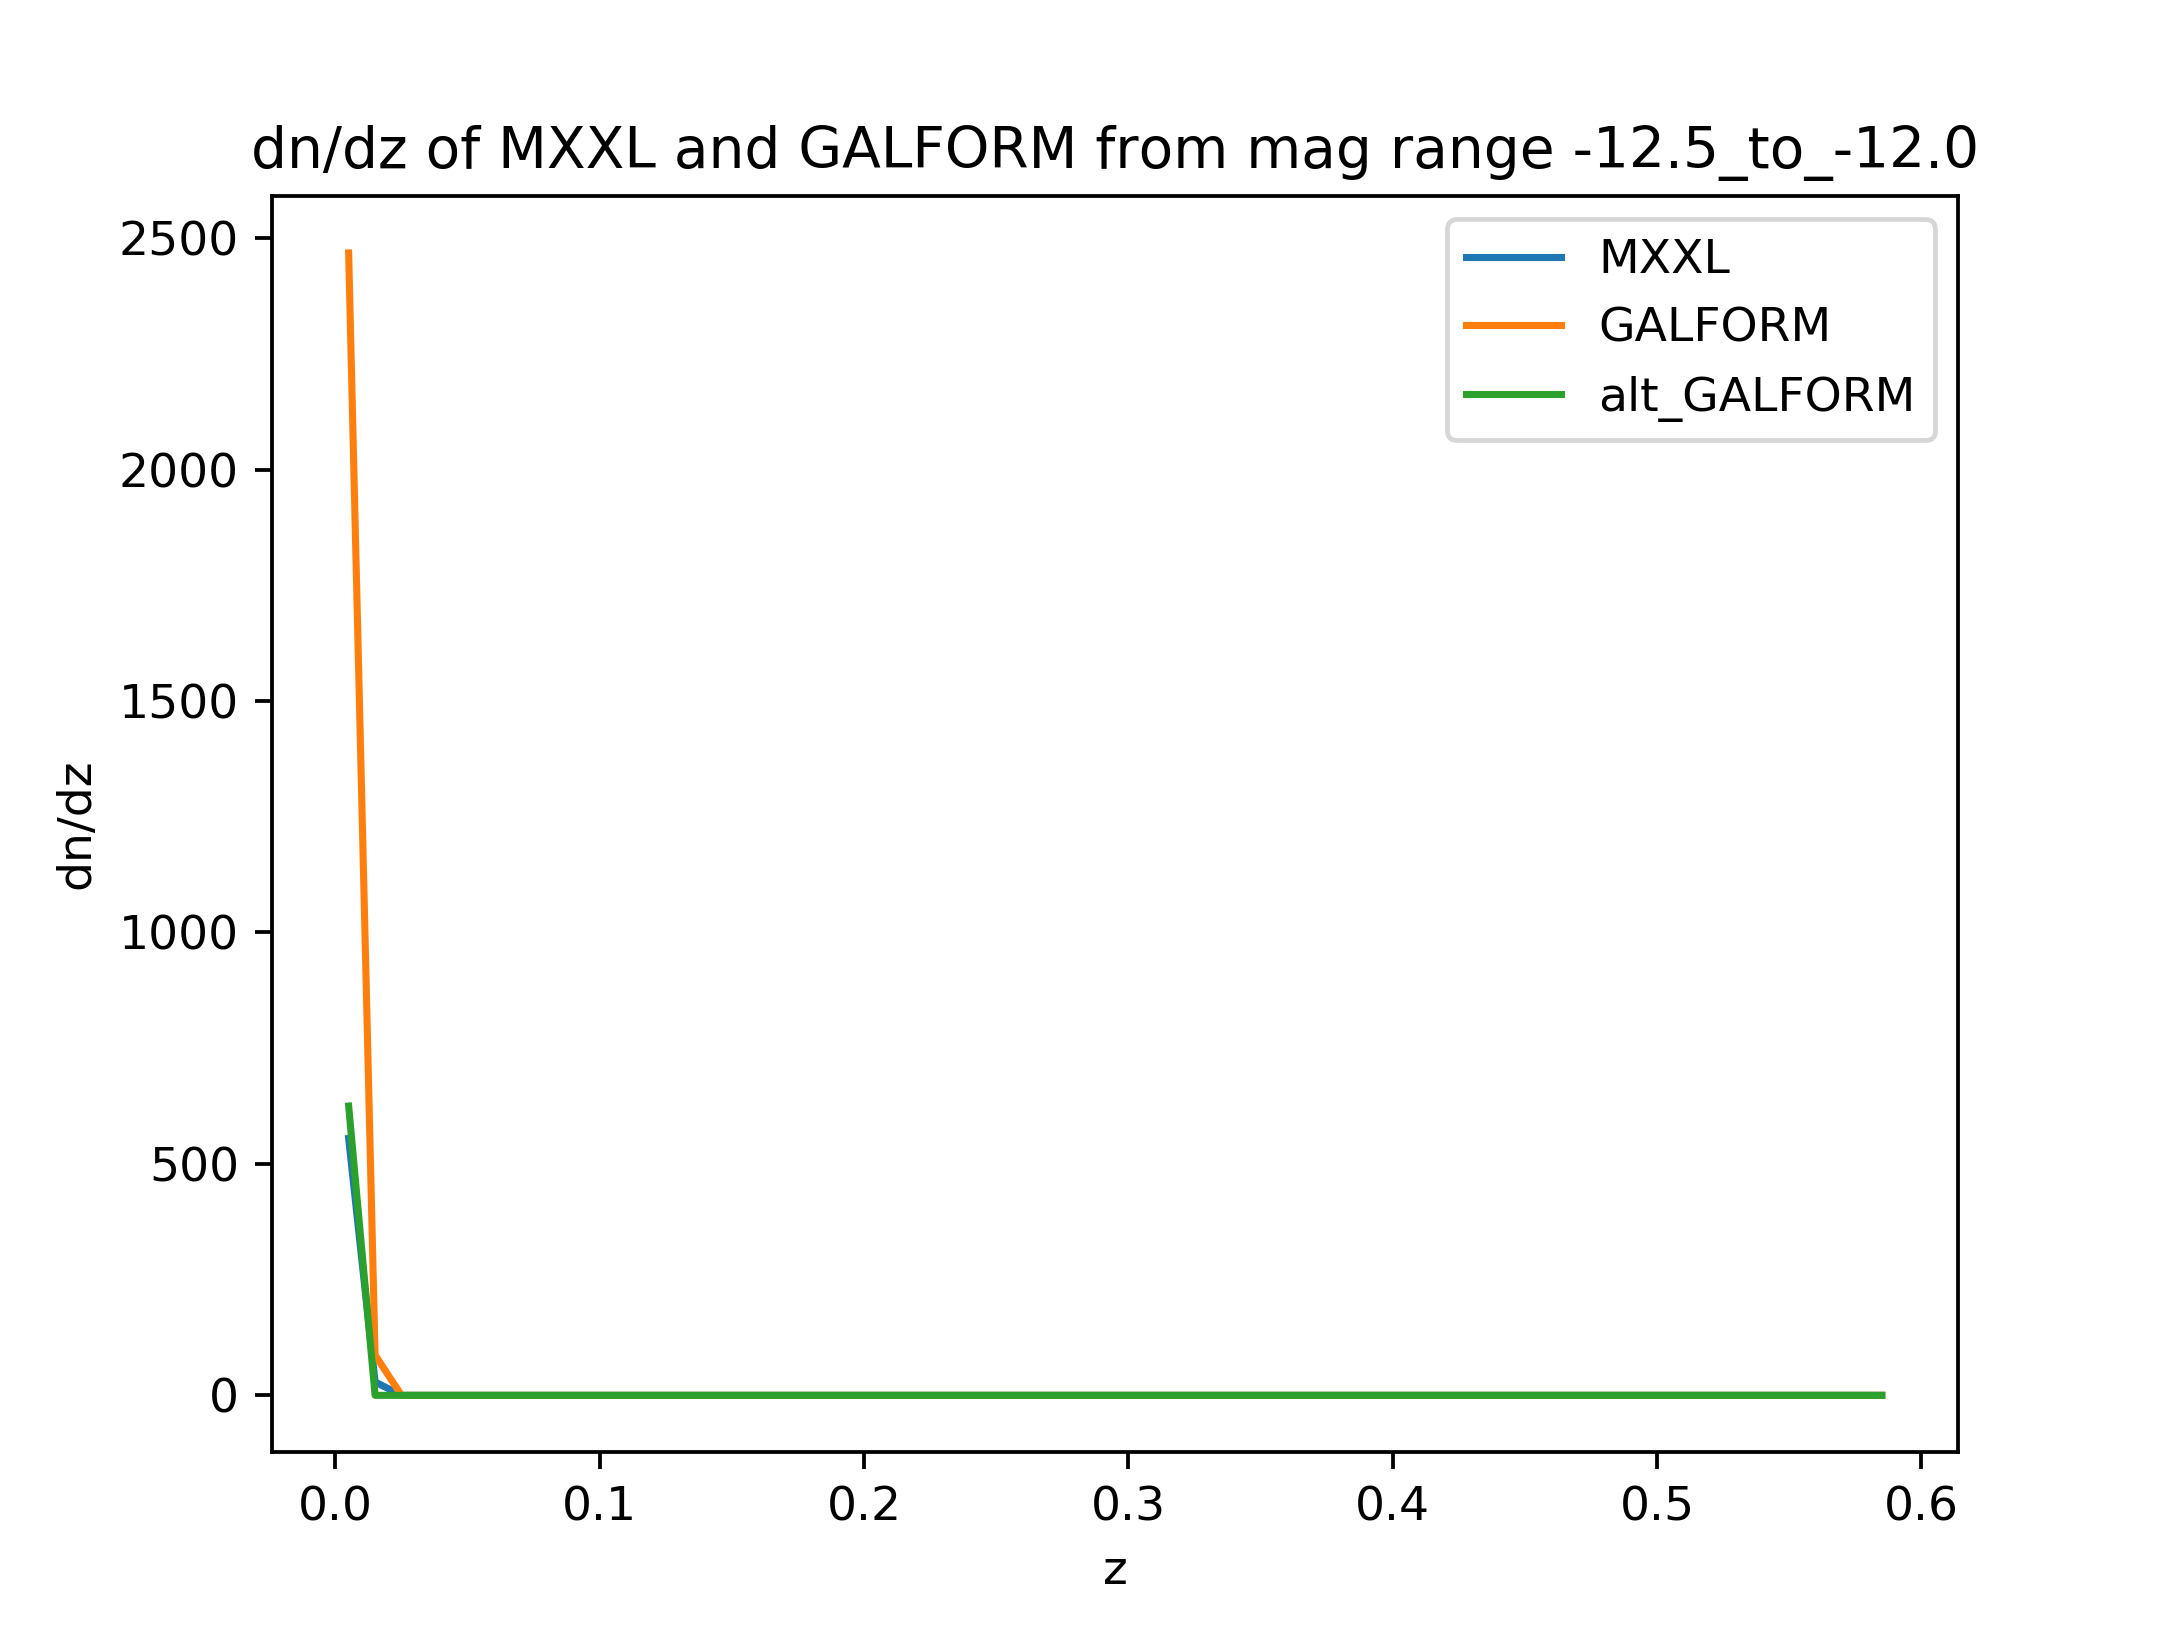 dn/dz of MXXL and GALFORM from mag range -12.5_to_-12.0
MXXL
GALFORM
alt_GALFORM
2500
2000
1500
1000
500
0
dn/dz
0.0 0.1 0.2 0.3 0.4 0.5 0.6
z